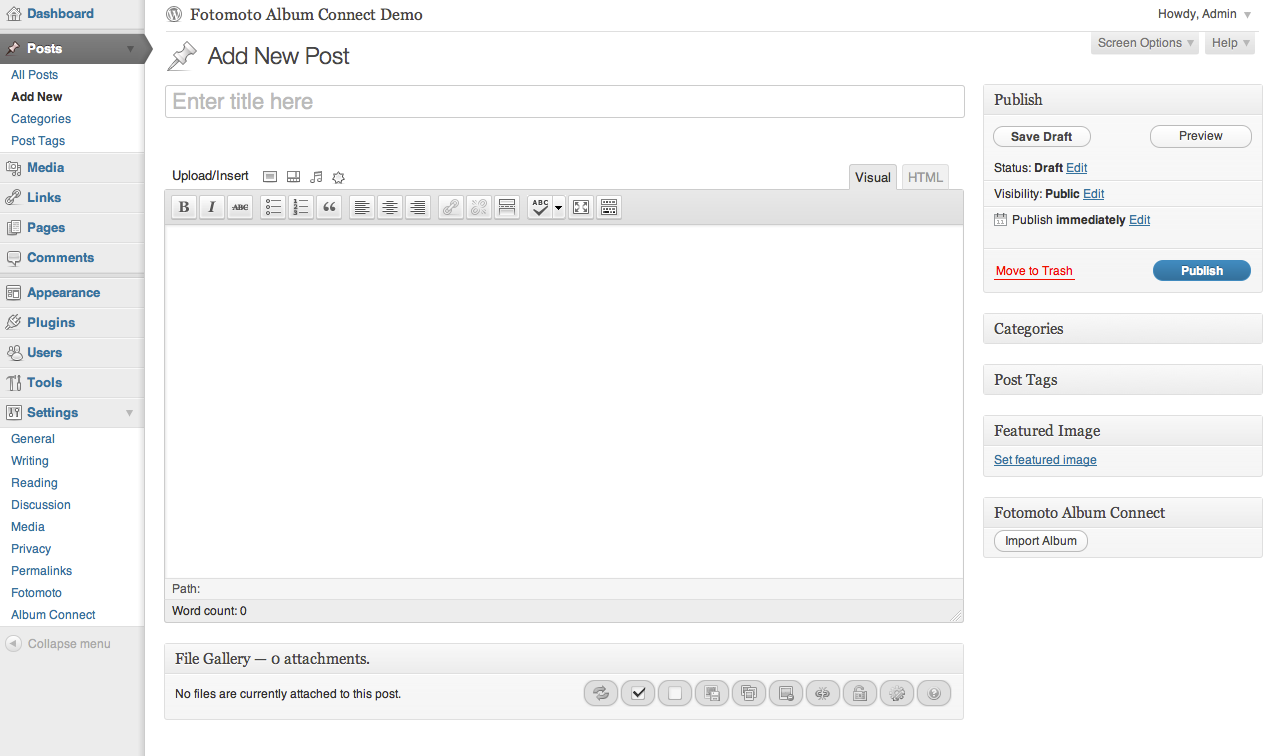 Dashboard
Posts
All Posts
Add New
Categories
Post Tags
Media
Links
Pages
Comments
Appearance
Plugins
Users
Tools
Settings
General
Writing
Reading
Discussion
Media
Privacy
Permalinks
Fotomoto
Album Connect
Collapse menu
Fotomoto Album Connect Demo
Howdy, Admin
Screen Options
Help
Add New Post
Enter title here
Upload/Insert
Visual
HTML
B I ABC
ABC
Path:
Word count: 0
File Gallery — 0 attachments.
No files are currently attached to this post.
Publish
Save Draft
Preview
Status: Draft Edit
Visibility: Public Edit
11 Publish immediately Edit
Move to Trash
Publish
Categories
Post Tags
Featured Image
Set featured image
Fotomoto Album Connect
Import Album